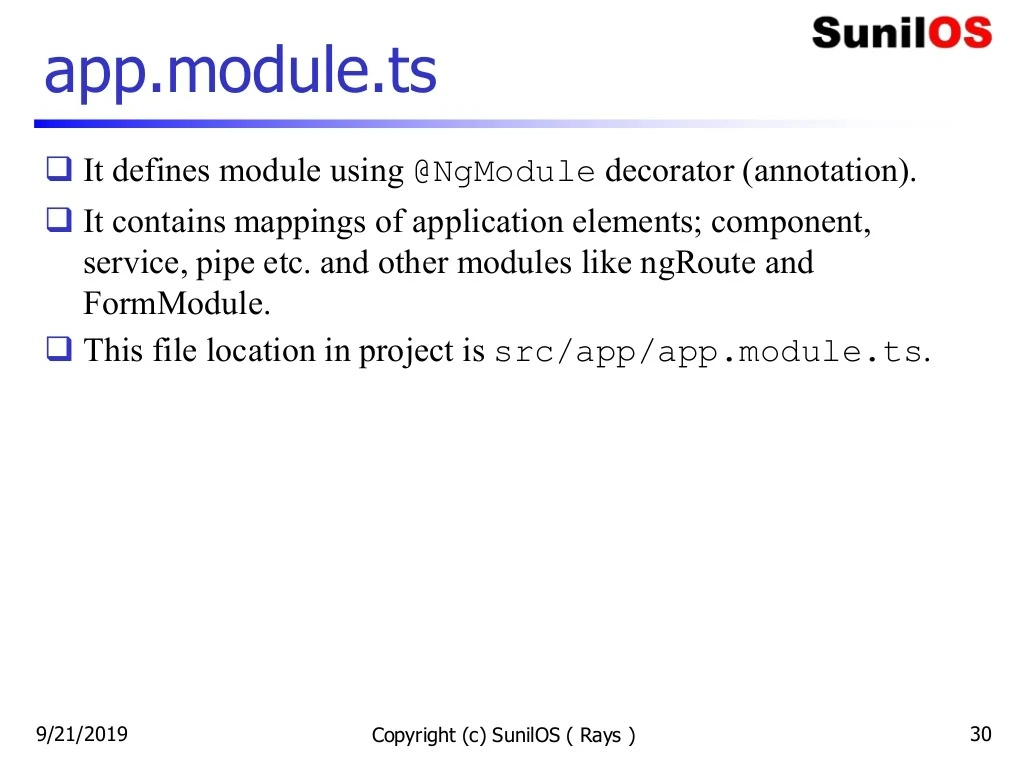 SunilOS
app.module.ts
It defines module using @NgModule decorator (annotation).
It contains mappings of application elements; component,
service, pipe etc. and other modules like ngRoute and
FormModule.
This file location in project is src/app/app.module.ts.
9/21/2019
Copyright (c) SunilOS ( Rays )
30